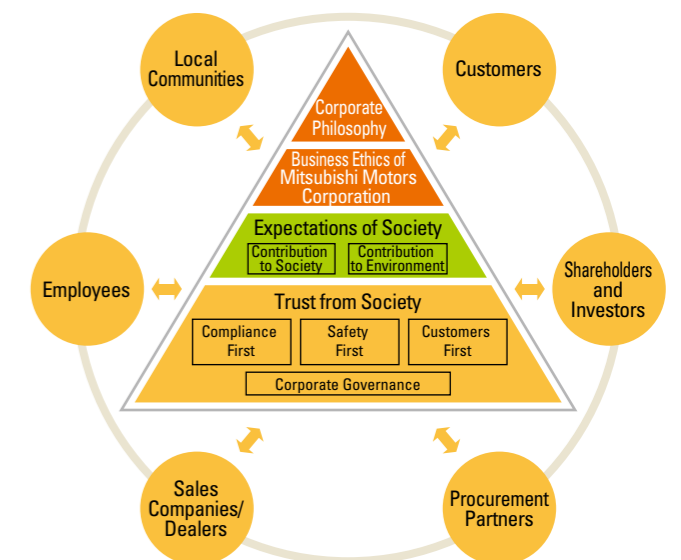 Local
Communities
Customers
Corporate
Philosophy
Business Ethics of
Mitsubishi Motors
Corporation
Expectations of Society
Contribution
to Society
Contribution
to Environment
Employees
Shareholders
and
Investors
Trust from Society
Compliance
First
Safety
First
Customers
First
Corporate Governance
Sales
Companies/
Dealers
Procurement
Partners